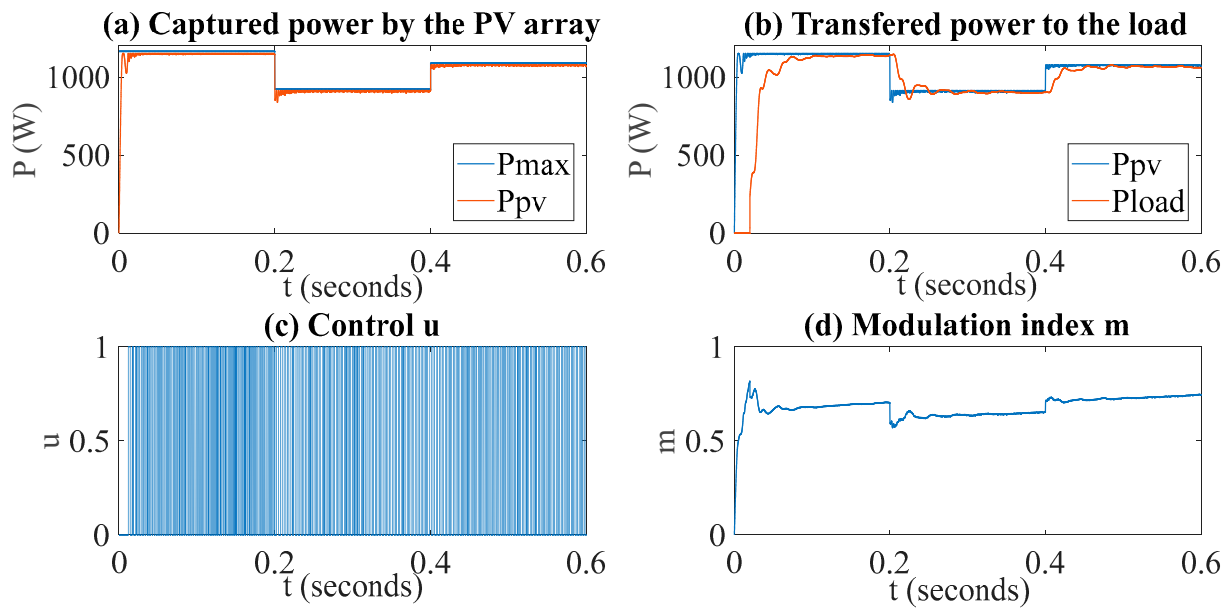 (a) Captured power by the PV array
P (W)
1000
500
0
Pmax
Ppv
0 0.2 0.4 0.6
t (seconds)
(b) Transfered power to the load
P (W)
1000
500
0
Ppv
Pload
0 0.2 0.4 0.6
t (seconds)
(c) Control u
u
1
0.5
0
0 0.2 0.4 0.6
t (seconds)
(d) Modulation index m
m
1
0.5
0
0 0.2 0.4 0.6
t (seconds)